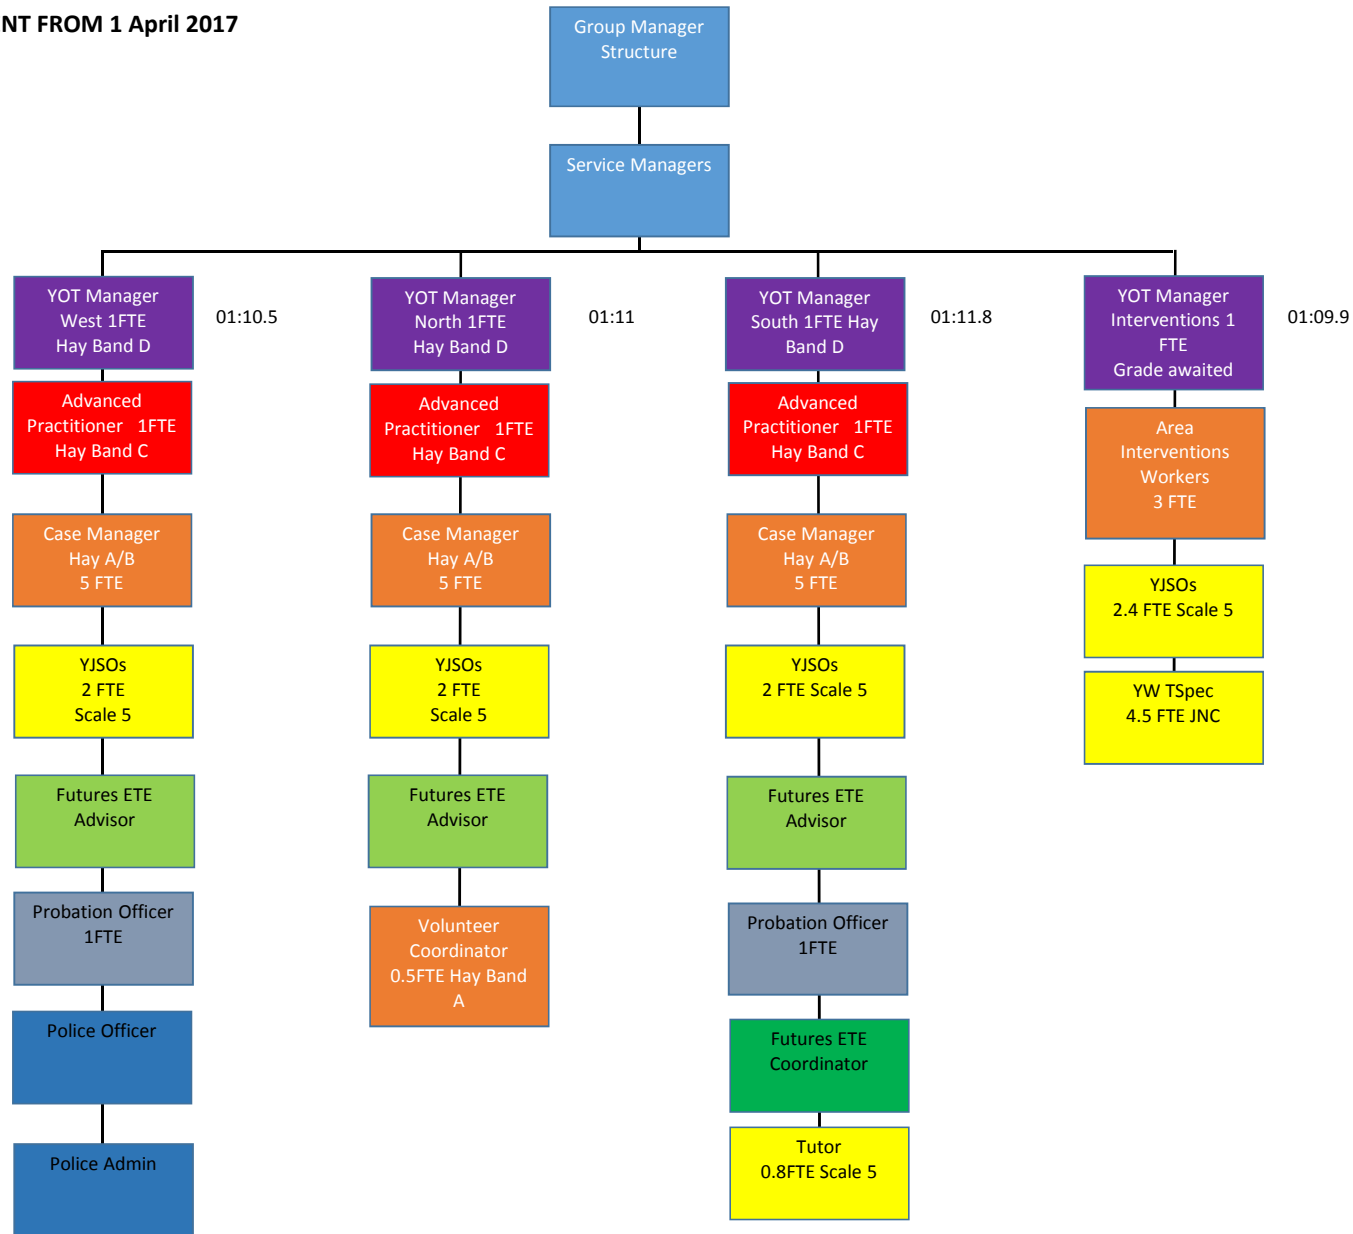 NT FROM 1 April 2017
Group Manager
Structure
Service Managers
YOT Manager
West 1FTE
Hay Band D
01:10.5
Advanced
Practitioner 1FTE
Hay Band C
Case Manager
Hay A/B
5 FTE
YJSOs
2 FTE
Scale 5
Futures ETE
Advisor
Probation Officer
1FTE
Police Officer
Police Admin
YOT Manager
North 1FTE
Hay Band D
01:11
Advanced
Practitioner 1FTE
Hay Band C
Case Manager
Hay A/B
5 FTE
YJSOs
2 FTE
Scale 5
Futures ETE
Advisor
Volunteer
Coordinator
0.5FTE Hay Band
A
YOT Manager
South 1FTE Hay
Band D
01:11.8
Advanced
Practitioner 1FTE
Hay Band C
Case Manager
Hay A/B
5 FTE
YJSOs
2 FTE Scale 5
Futures ETE
Advisor
Probation Officer
1FTE
Futures ETE
Coordinator
Tutor
0.8FTE Scale 5
YOT Manager
Interventions 1
FTE
Grade awaited
01:09.9
Area
Interventions
Workers
3 FTE
YJSOs
2.4 FTE Scale 5
YW TSpec
4.5 FTE JNC